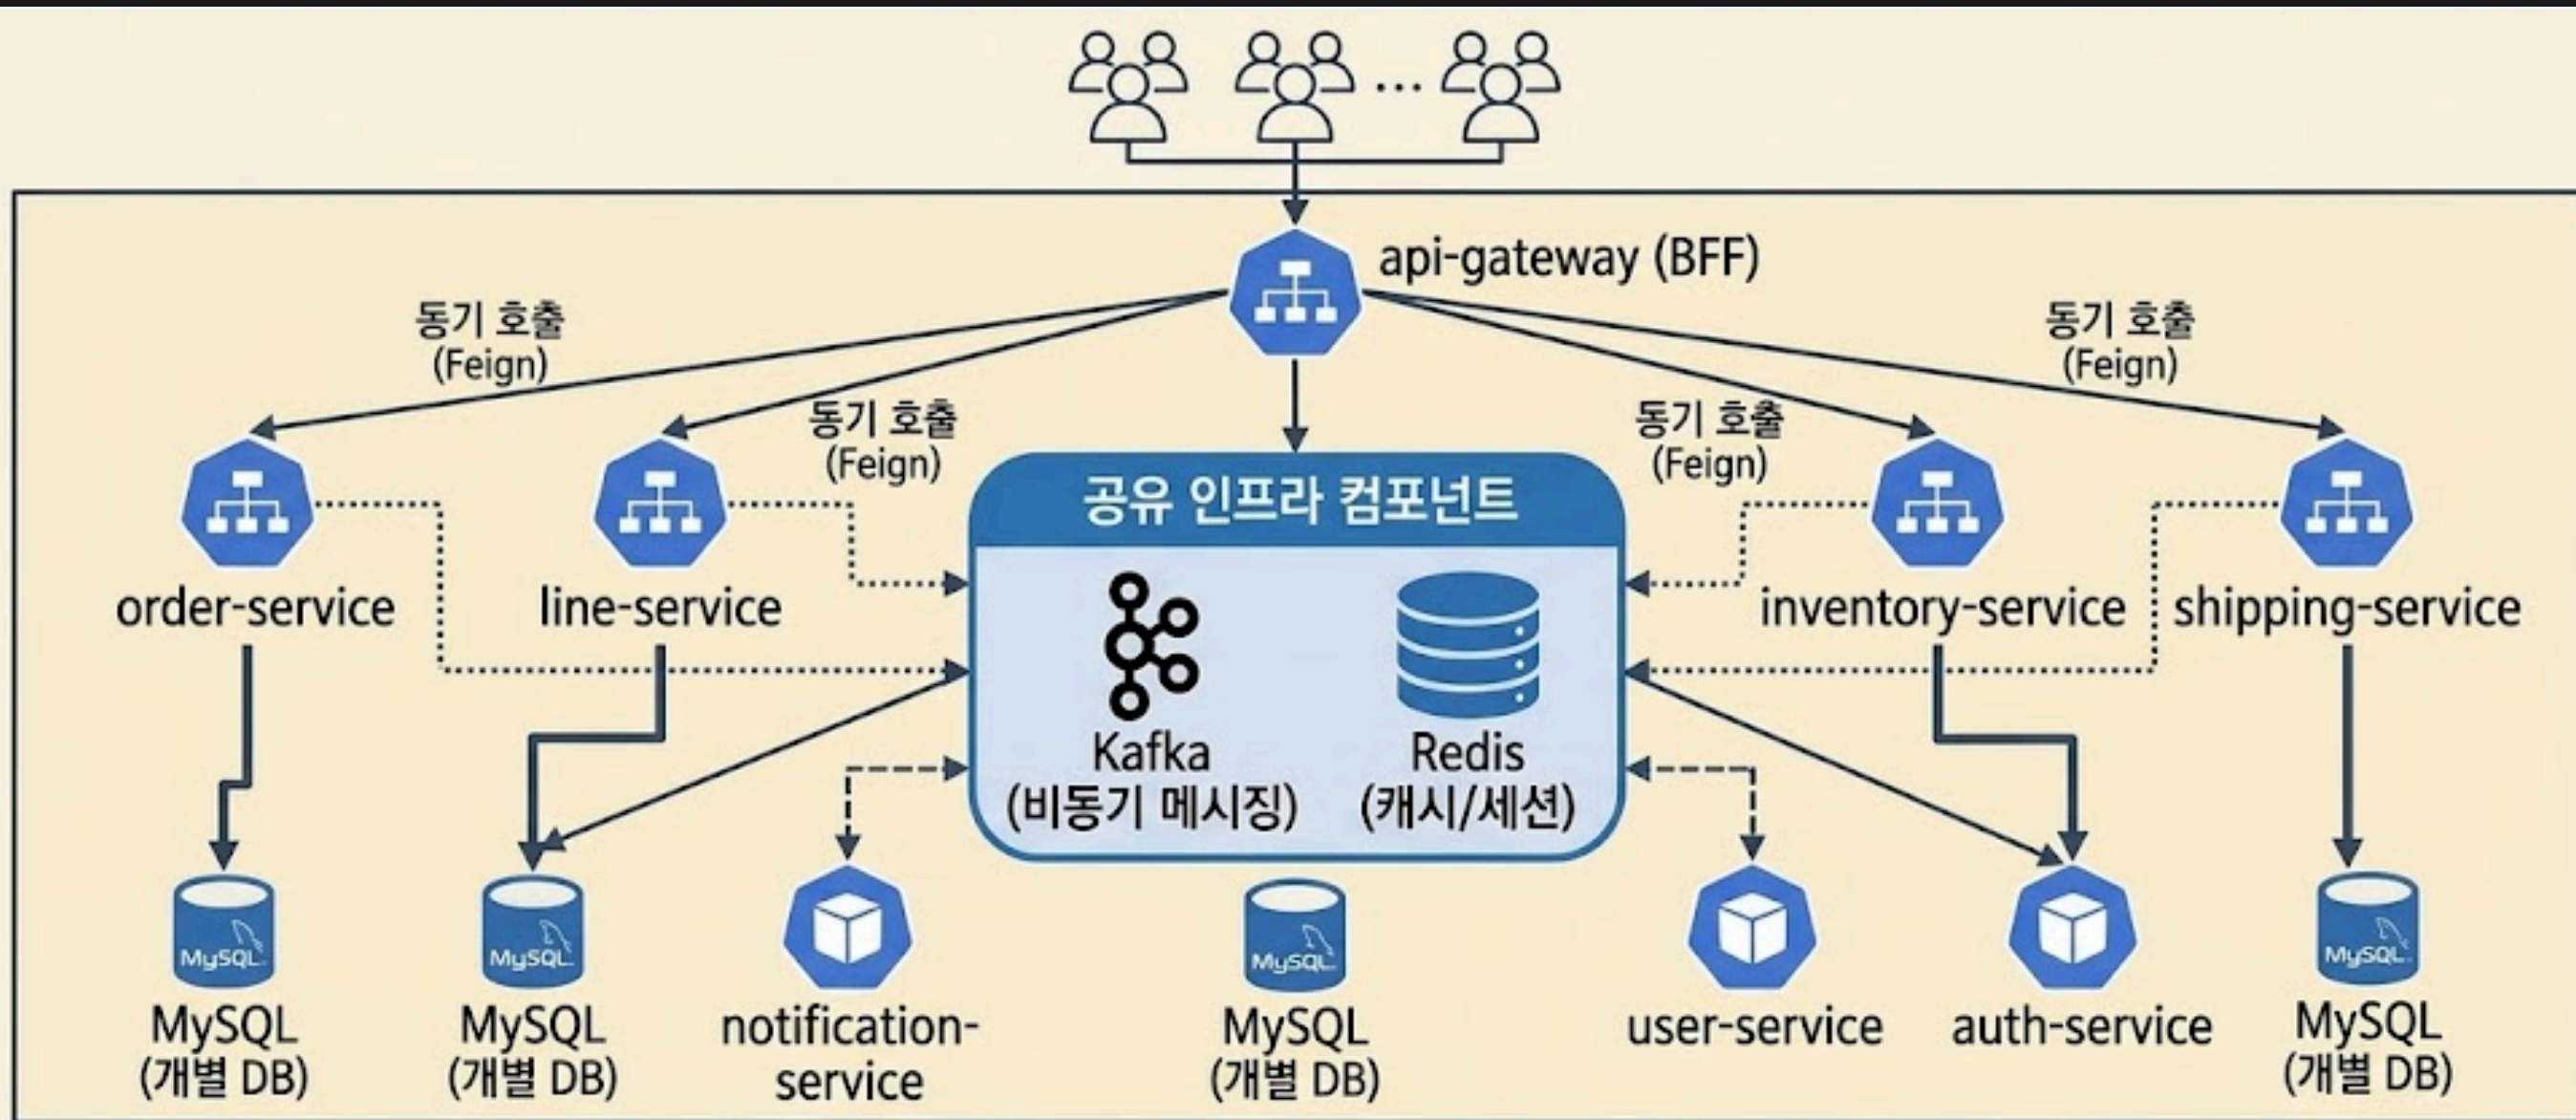 api-gateway (BFF)
동기 호출
(Feign)
동기 호출
(Feign)
동기 호출
(Feign)
동기 호출
(Feign)
공유 인프라 컴포넌트
order-service
line-service
inventory-service
shipping-service
Kafka
(비동기 메시징)
Redis
(캐시/세션)
MySQL
MySQL
(개별 DB)
MySQL
MySQL
(개별 DB)
notification-
service
MySQL
MySQL
(개별 DB)
user-service
auth-service
MySQL
MySQL
(개별 DB)